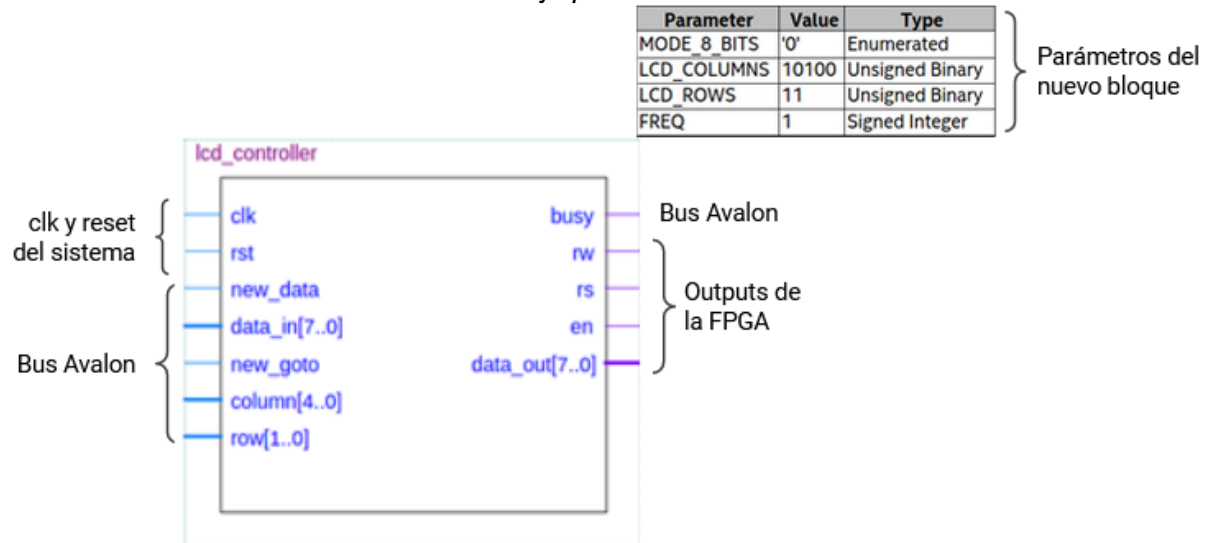 Parameter Value Type
MODE_8_BITS '0' Enumerated
LCD_COLUMNS 10100 Unsigned Binary
LCD_ROWS 11 Unsigned Binary
FREQ 1 Signed Integer
Parámetros del
nuevo bloque
lcd_controller
clk y reset
del sistema
Bus Avalon
clk
rst
new_data
data_in[7..0]
new_goto
column[4..0]
row[1..0]
busy
rw
rs
en
data_out[7..0]
Bus Avalon
Outputs de
la FPGA